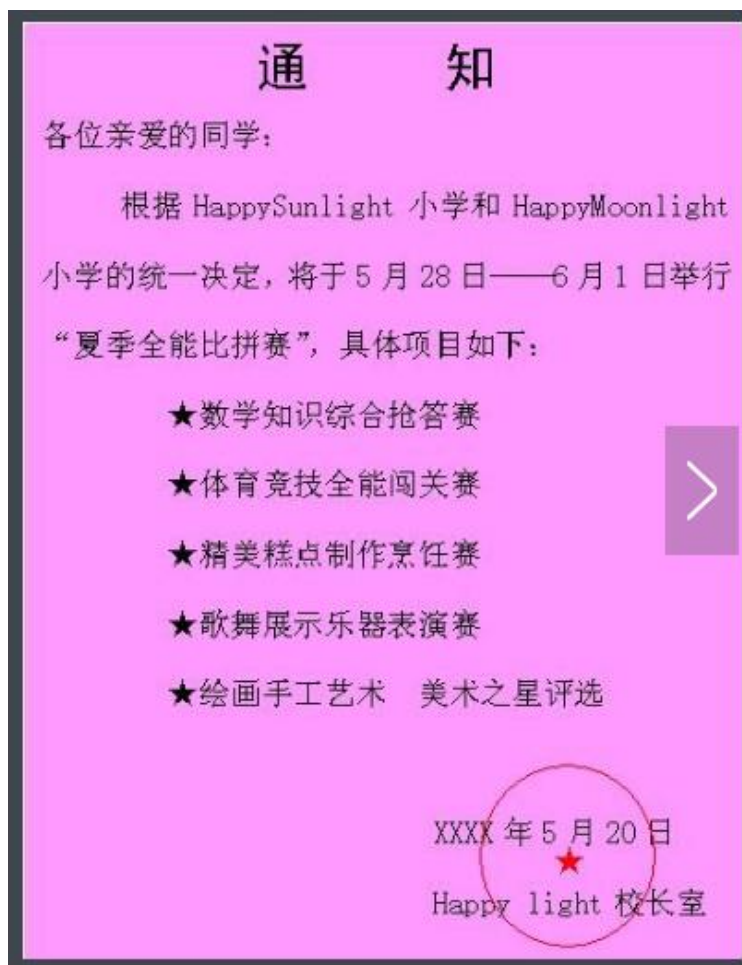 通 知
各位亲爱的同学：
根据 HappySunlight 小学和 HappyMoonlight
小学的统一决定，将于 5 月 28 日——6 月 1 日举行
“夏季全能比拼赛”，具体项目如下：
★数学知识综合抢答赛
★体育竞技全能闯关赛
★精美糕点制作烹饪赛
★歌舞展示乐器表演赛
★绘画手工艺术 美术之星评选
XXXX 年 5 月 20 日
Happy light 校长室